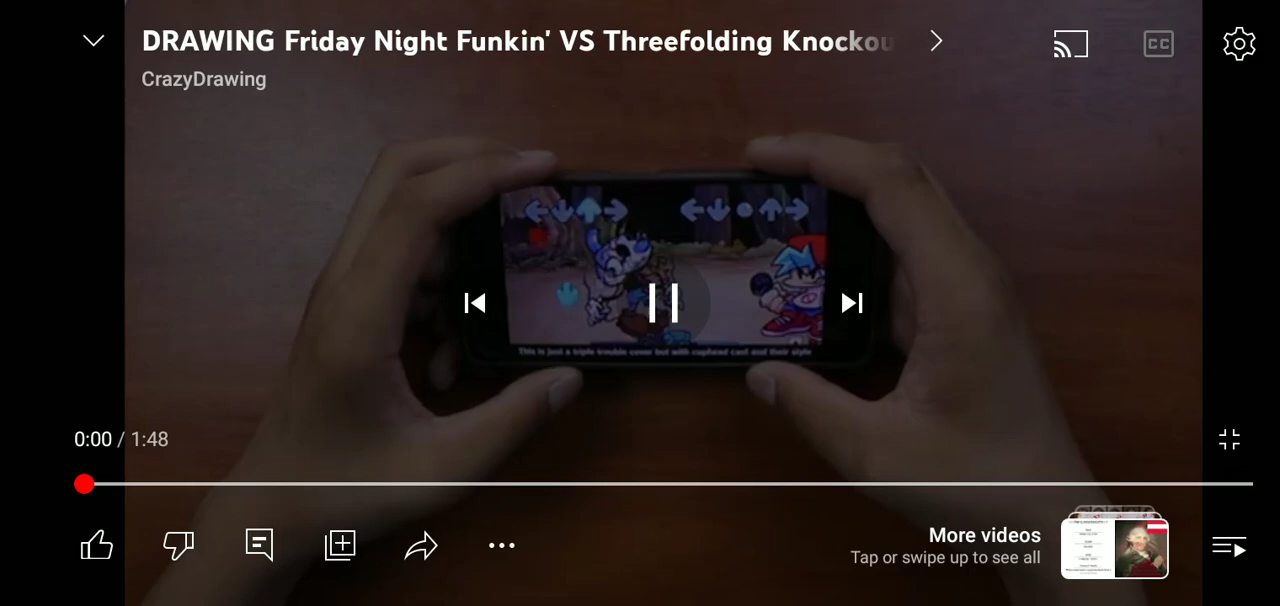 DRAWING Friday Night Funkin' VS Threefolding Knockou
CrazyDrawing
CC
This is just a triple trouble cover but with cuphead cast and their style
0:00 / 1:48
More videos
Tap or swipe up to see all